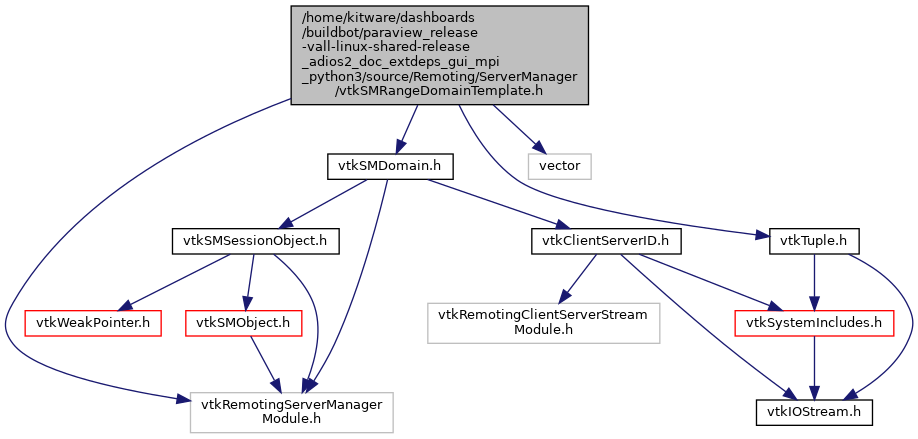 /home/kitware/dashboards
/buildbot/paraview_release
-vall-linux-shared-release
_adios2_doc_extdeps_gui_mpi
_python3/source/Remoting/ServerManager
/vtkSMRangeDomainTemplate.h
vtkSMDomain.h
vector
vtkSMSessionObject.h
vtkClientServerID.h
vtkTuple.h
vtkWeakPointer.h
vtkSMObject.h
vtkRemotingClientServerStream
Module.h
vtkSystemIncludes.h
vtkRemotingServerManager
Module.h
vtkIOStream.h